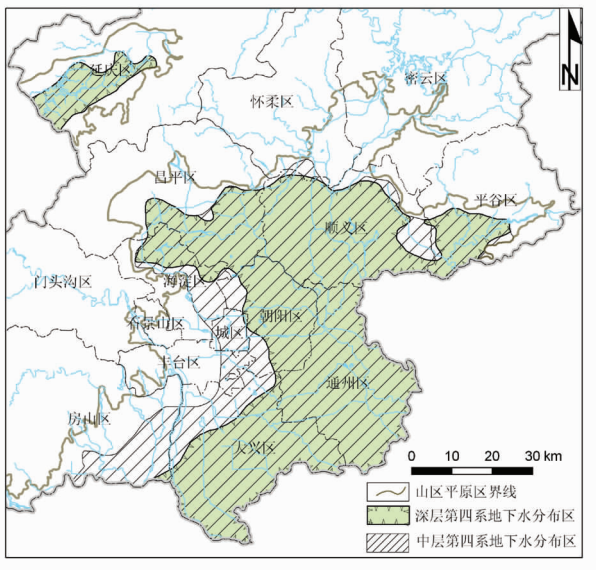 N
延庆区
密云区
怀柔区
昌平区
平谷区
顺义区
门头沟区
海淀区
石景山区
城区
朝阳区
丰台区
通州区
房山区
大兴区
0 10 20 30 km
山区平原区界线
深层第四系地下水分布区
中层第四系地下水分布区